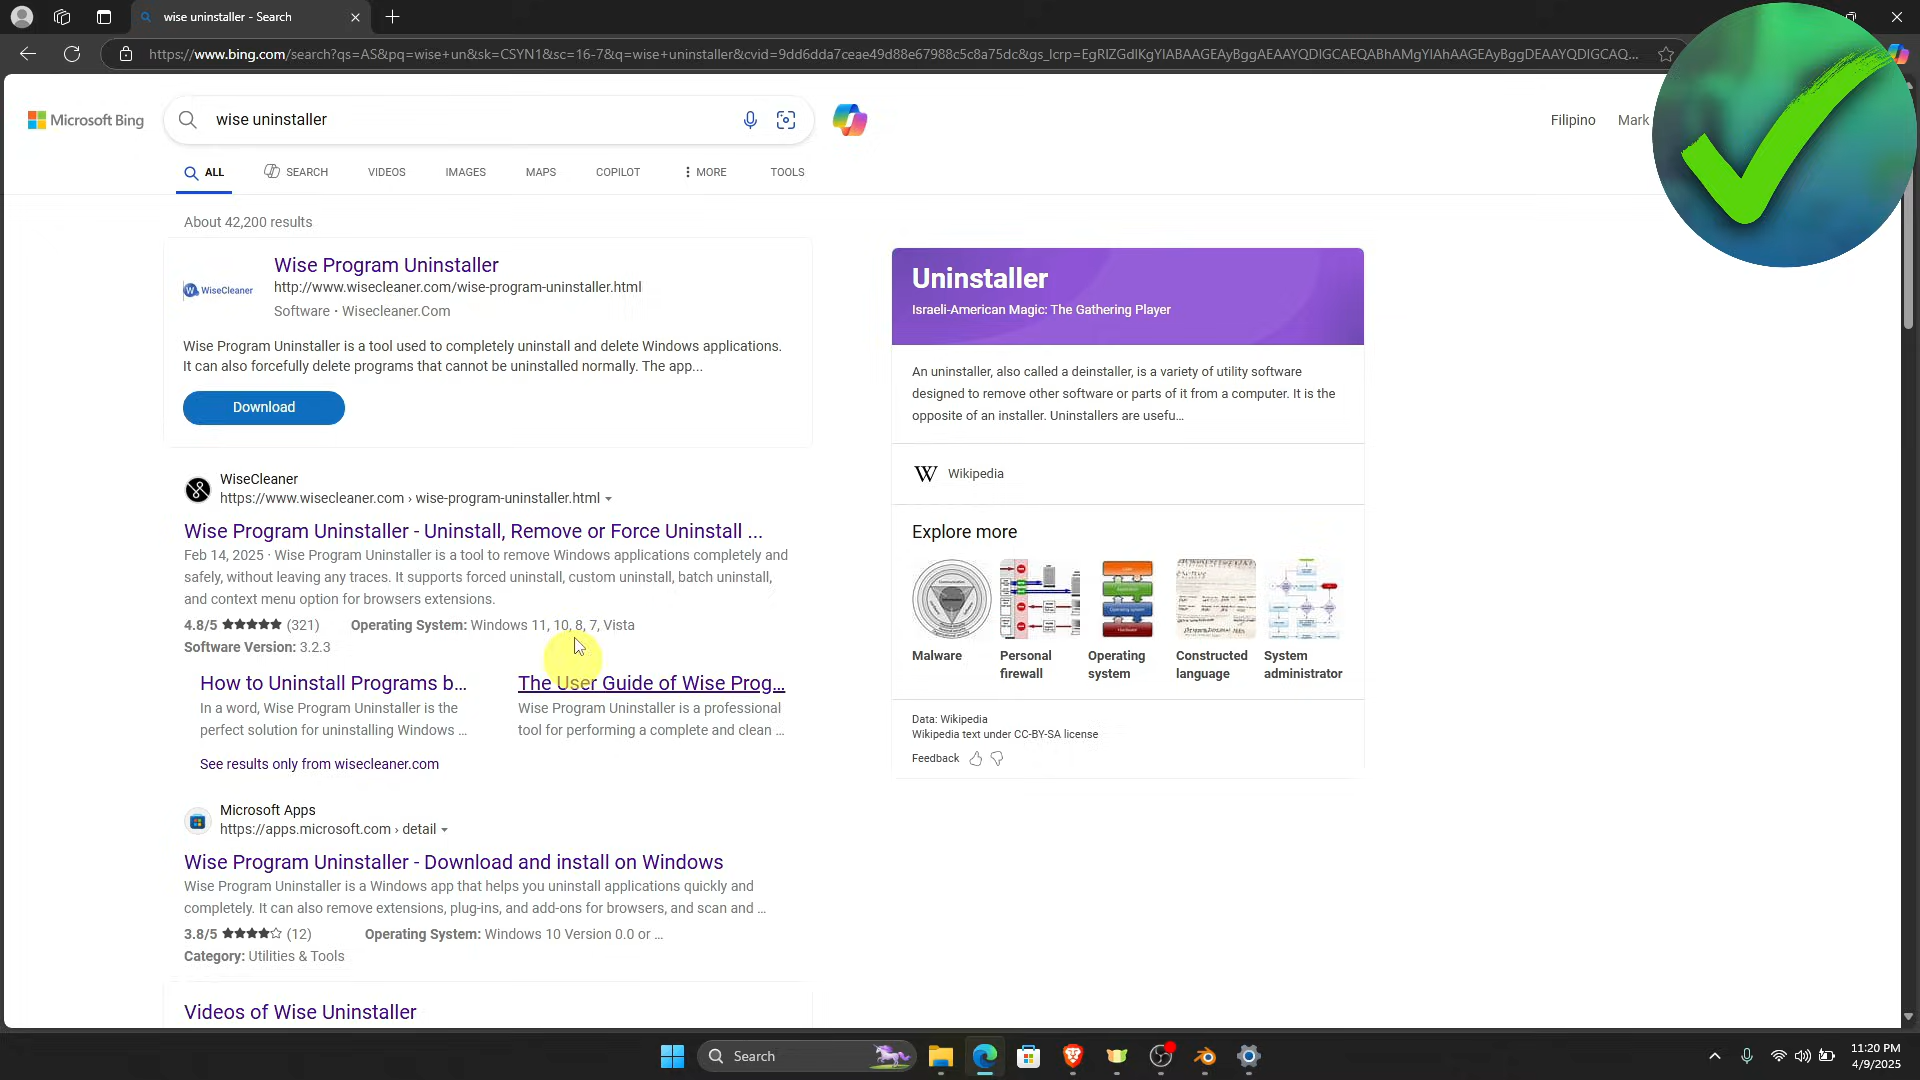 wise uninstaller - Search
https://www.bing.com/search?qs=AS&pq=wise+un&sk=CSYN1&sc=16-7&q=wise+uninstaller&cvid=9dd6dda7ceae49d88e67988c5c8a75dc&gs_lcrp=EgRlZGdlKgYIABAAGEAyBggAEAAYQDIGCAEQABhAMgYIAhAAGEAyBggDEAAYQDIGCAQ...
Microsoft Bing
wise uninstaller
Filipino
Mark
ALL
SEARCH
VIDEOS
IMAGES
MAPS
COPILOT
MORE
TOOLS
About 42,200 results
Wise Program Uninstaller
http://www.wisecleaner.com/wise-program-uninstaller.html
WiseCleaner
Software · Wisecleaner.Com
Wise Program Uninstaller is a tool used to completely uninstall and delete Windows applications.
It can also forcefully delete programs that cannot be uninstalled normally. The app...
Download
WiseCleaner
https://www.wisecleaner.com › wise-program-uninstaller.html
Wise Program Uninstaller - Uninstall, Remove or Force Uninstall ...
Feb 14, 2025 · Wise Program Uninstaller is a tool to remove Windows applications completely and
safely, without leaving any traces. It supports forced uninstall, custom uninstall, batch uninstall,
and context menu option for browsers extensions.
4.8/5 (321) Operating System: Windows 11, 10, 8, 7, Vista
Software Version: 3.2.3
How to Uninstall Programs b...
In a word, Wise Program Uninstaller is the
perfect solution for uninstalling Windows ...
The User Guide of Wise Prog...
Wise Program Uninstaller is a professional
tool for performing a complete and clean ...
See results only from wisecleaner.com
Microsoft Apps
https://apps.microsoft.com › detail
Wise Program Uninstaller - Download and install on Windows
Wise Program Uninstaller is a Windows app that helps you uninstall applications quickly and
completely. It can also remove extensions, plug-ins, and add-ons for browsers, and scan and ...
3.8/5 (12) Operating System: Windows 10 Version 0.0 or ...
Category: Utilities & Tools
Videos of Wise Uninstaller
Uninstaller
Israeli-American Magic: The Gathering Player
An uninstaller, also called a deinstaller, is a variety of utility software
designed to remove other software or parts of it from a computer. It is the
opposite of an installer. Uninstallers are usefu...
W Wikipedia
Explore more
Malware
Personal
firewall
Operating
system
Constructed
language
System
administrator
Data: Wikipedia
Wikipedia text under CC-BY-SA license
Feedback
Search
11:20 PM
4/9/2025